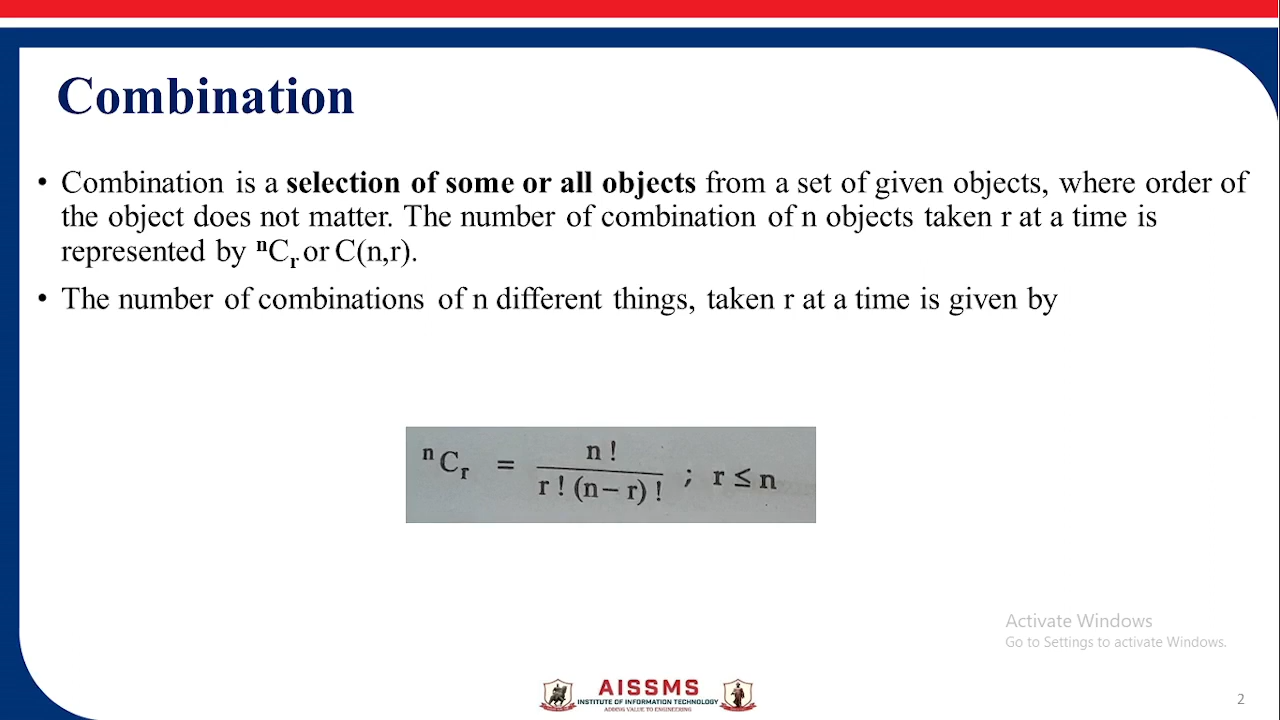 Combination
• Combination is a selection of some or all objects from a set of given objects, where order of
the object does not matter. The number of combination of n objects taken r at a time is
represented by ⁿCᵣ or C(n,r).
• The number of combinations of n different things, taken r at a time is given by
ⁿCᵣ = n ! / r ! (n – r) ! ; r ≤ n
Activate Windows
Go to Settings to activate Windows.
AISSMS
INSTITUTE OF INFORMATION TECHNOLOGY
ADDING VALUE TO ENGINEERING
2